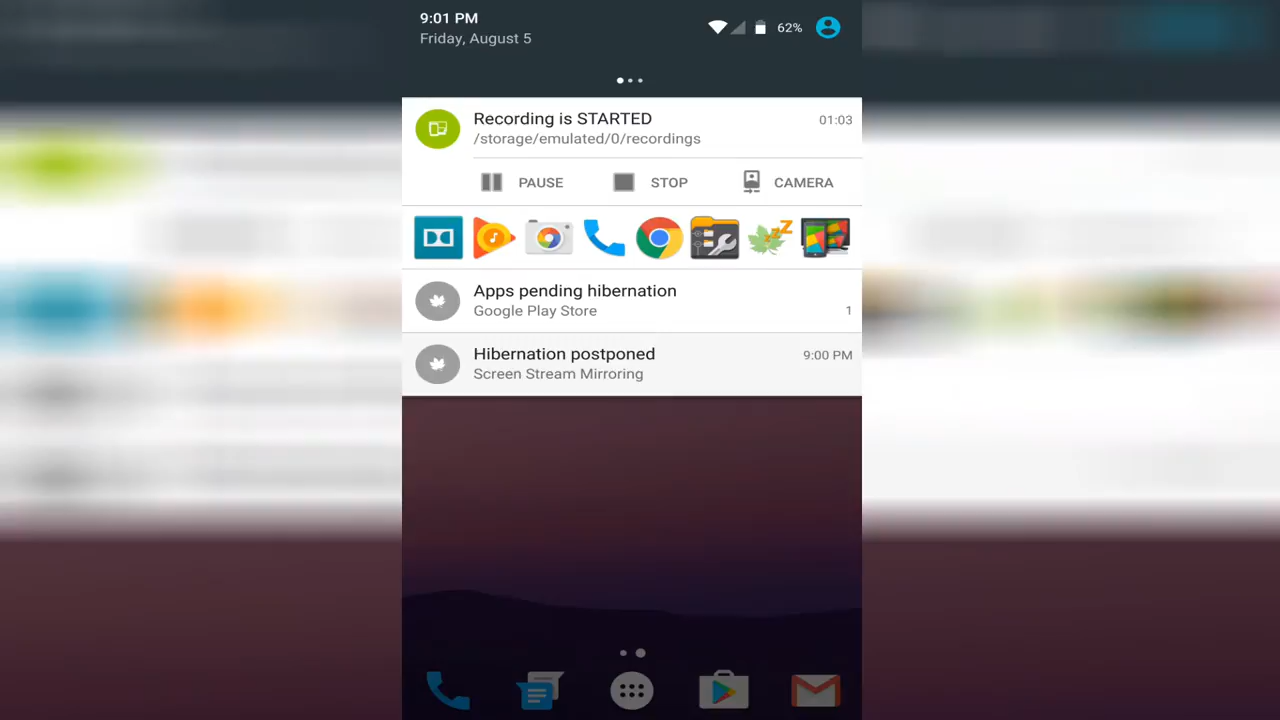 9:01 PM
62%
Friday, August 5
Recording is STARTED
01:03
/storage/emulated/0/recordings
PAUSE
STOP
CAMERA
Apps pending hibernation
Google Play Store
1
Hibernation postponed
9:00 PM
Screen Stream Mirroring